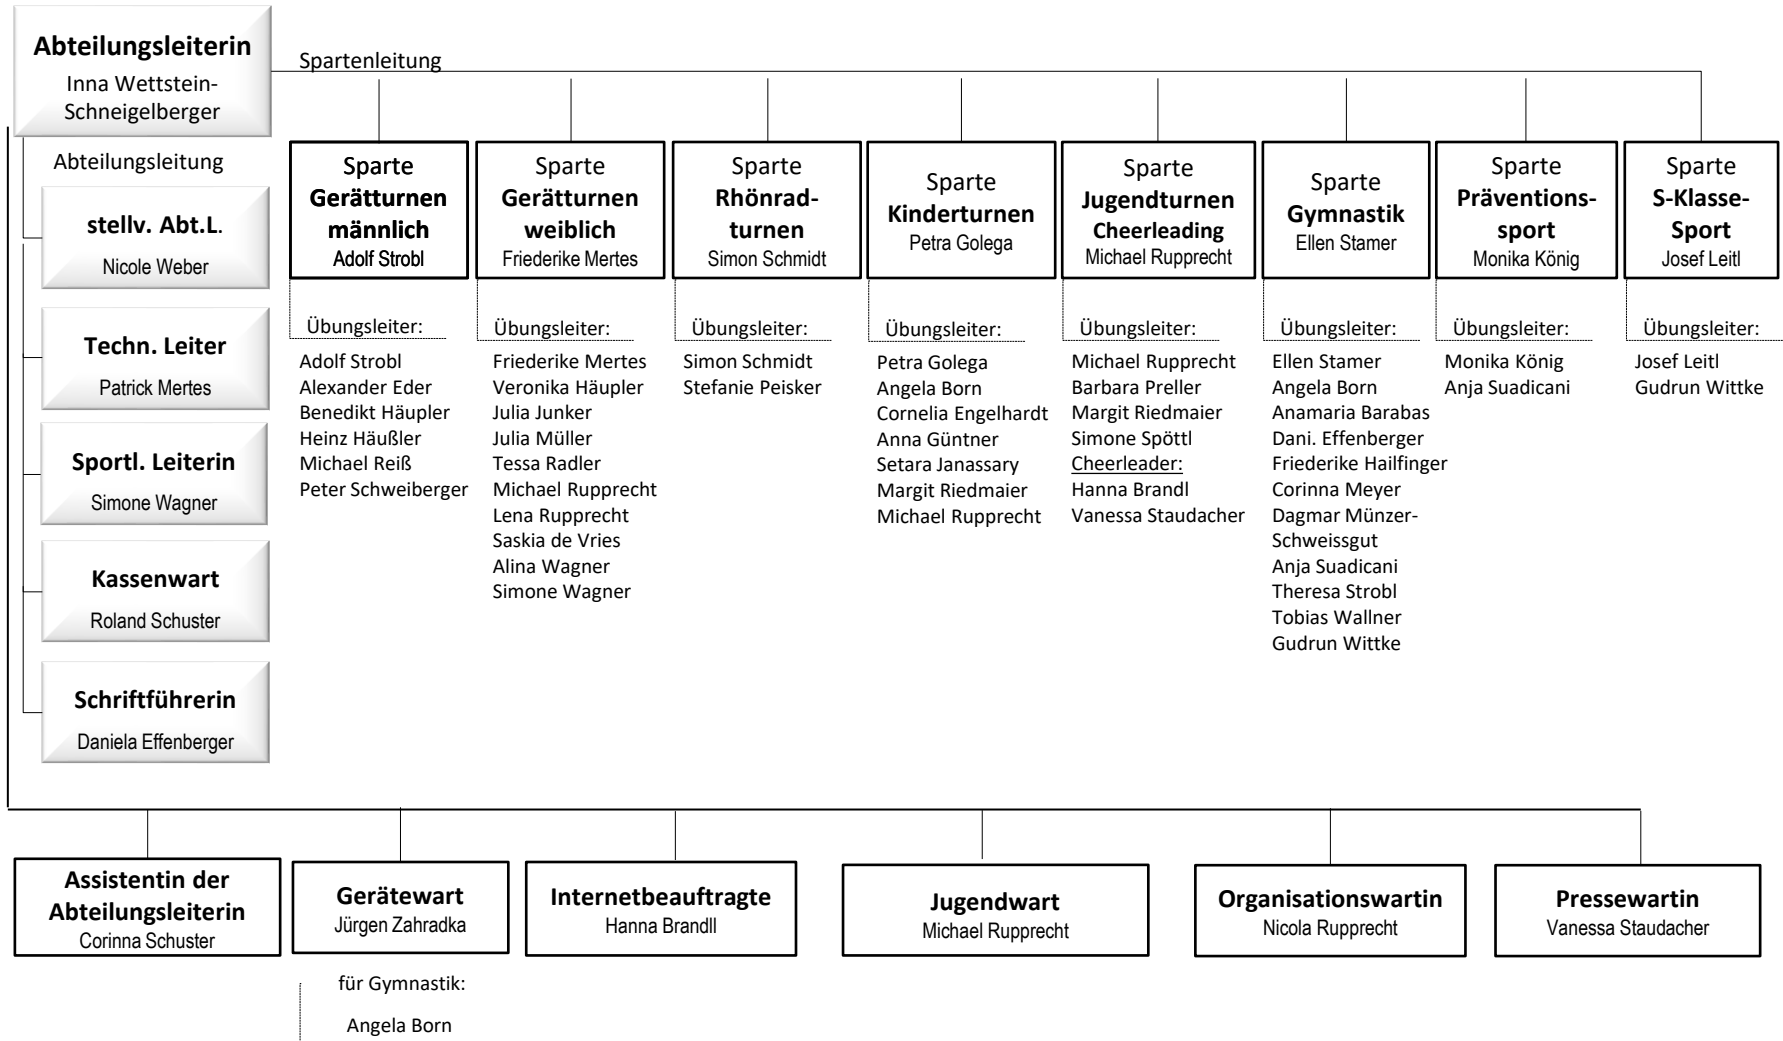 Abteilungsleiterin
Inna Wettstein-
Schneigelberger
Spartenleitung
Abteilungsleitung
stellv. Abt.L.
Nicole Weber
Techn. Leiter
Patrick Mertes
Sportl. Leiterin
Simone Wagner
Kassenwart
Roland Schuster
Schriftführerin
Daniela Effenberger
Sparte
Gerätturnen
männlich
Adolf Strobl
Übungsleiter:
Adolf Strobl
Alexander Eder
Benedikt Häupler
Heinz Häußler
Michael Reiß
Peter Schweiberger
Sparte
Gerätturnen
weiblich
Friederike Mertes
Übungsleiter:
Friederike Mertes
Veronika Häupler
Julia Junker
Julia Müller
Tessa Radler
Michael Rupprecht
Lena Rupprecht
Saskia de Vries
Alina Wagner
Simone Wagner
Sparte
Rhönrad-
turnen
Simon Schmidt
Übungsleiter:
Simon Schmidt
Stefanie Peisker
Sparte
Kinderturnen
Petra Golega
Übungsleiter:
Petra Golega
Angela Born
Cornelia Engelhardt
Anna Güntner
Setara Janassary
Margit Riedmaier
Michael Rupprecht
Sparte
Jugendturnen
Cheerleading
Michael Rupprecht
Übungsleiter:
Michael Rupprecht
Barbara Preller
Margit Riedmaier
Simone Spöttl
Cheerleader:
Hanna Brandl
Vanessa Staudacher
Sparte
Gymnastik
Ellen Stamer
Übungsleiter:
Ellen Stamer
Angela Born
Anamaria Barabas
Dani. Effenberger
Friederike Hailfinger
Corinna Meyer
Dagmar Münzer-
Schweissgut
Anja Suadicani
Theresa Strobl
Tobias Wallner
Gudrun Wittke
Sparte
Präventions-
sport
Monika König
Übungsleiter:
Monika König
Anja Suadicani
Sparte
S-Klasse-
Sport
Josef Leitl
Übungsleiter:
Josef Leitl
Gudrun Wittke
Assistentin der
Abteilungsleiterin
Corinna Schuster
Gerätewart
Jürgen Zahradka
für Gymnastik:
Angela Born
Internetbeauftragte
Hanna Brandll
Jugendwart
Michael Rupprecht
Organisationswartin
Nicola Rupprecht
Pressewartin
Vanessa Staudacher